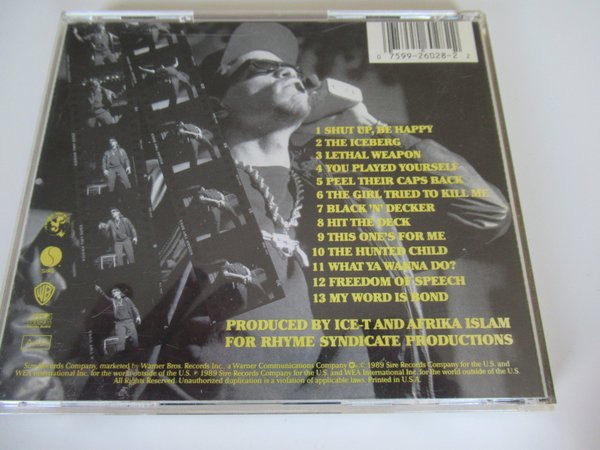 0 7599-26028-2 2
1 SHUT UP, BE HAPPY
2 THE ICEBERG
3 LETHAL WEAPON
4 YOU PLAYED YOURSELF
5 PEEL THEIR CAPS BACK
6 THE GIRL TRIED TO KILL ME
7 BLACK 'N' DECKER
8 HIT THE DECK
9 THIS ONE'S FOR ME
10 THE HUNTED CHILD
11 WHAT YA WANNA DO?
12 FREEDOM OF SPEECH
13 MY WORD IS BOND
PRODUCED BY ICE-T AND AFRIKA ISLAM
FOR RHYME SYNDICATE PRODUCTIONS
Sire Records Company, marketed by Warner Bros. Records Inc., a Warner Communications Company. © 1989 Sire Records Company for the U.S. and
WEA International Inc. for the world outside of the U.S. ℗ 1989 Sire Records Company for the U.S. and WEA International Inc. for the world outside of the U.S.
All Rights Reserved. Unauthorized duplication is a violation of applicable laws. Printed in U.S.A.